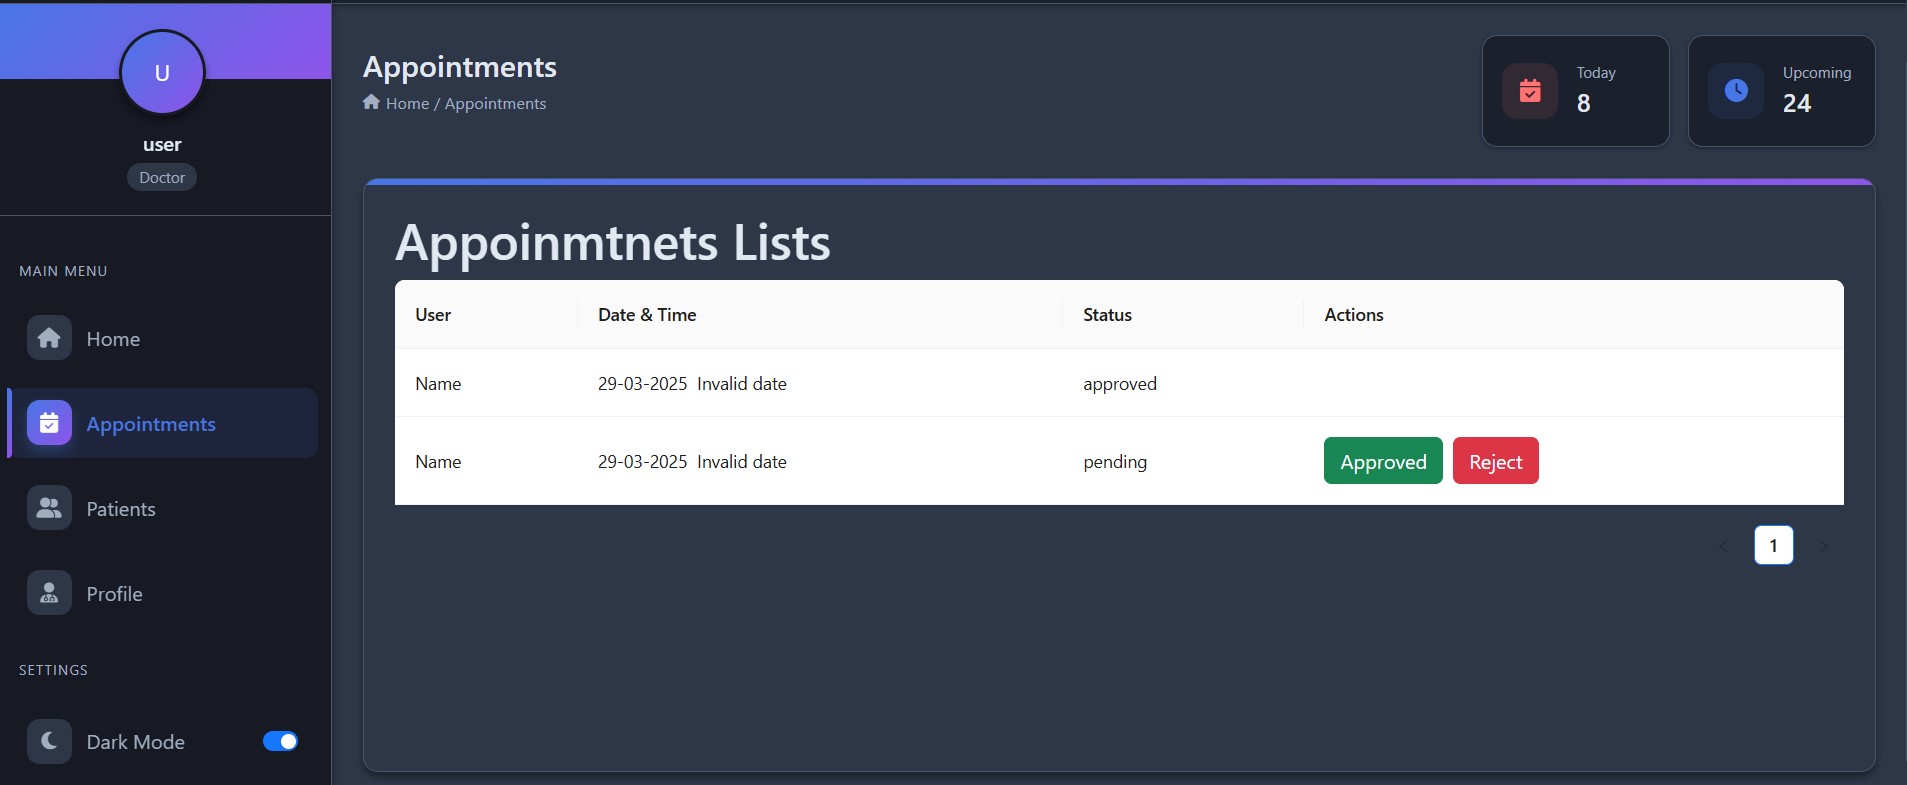 U
user
Doctor
MAIN MENU
Home
Appointments
Patients
Profile
SETTINGS
Dark Mode
Appointments
Home / Appointments
Today
8
Upcoming
24
Appoinmtnets Lists
User Date & Time Status Actions
Name 29-03-2025 Invalid date approved
Name 29-03-2025 Invalid date pending Approved Reject
1